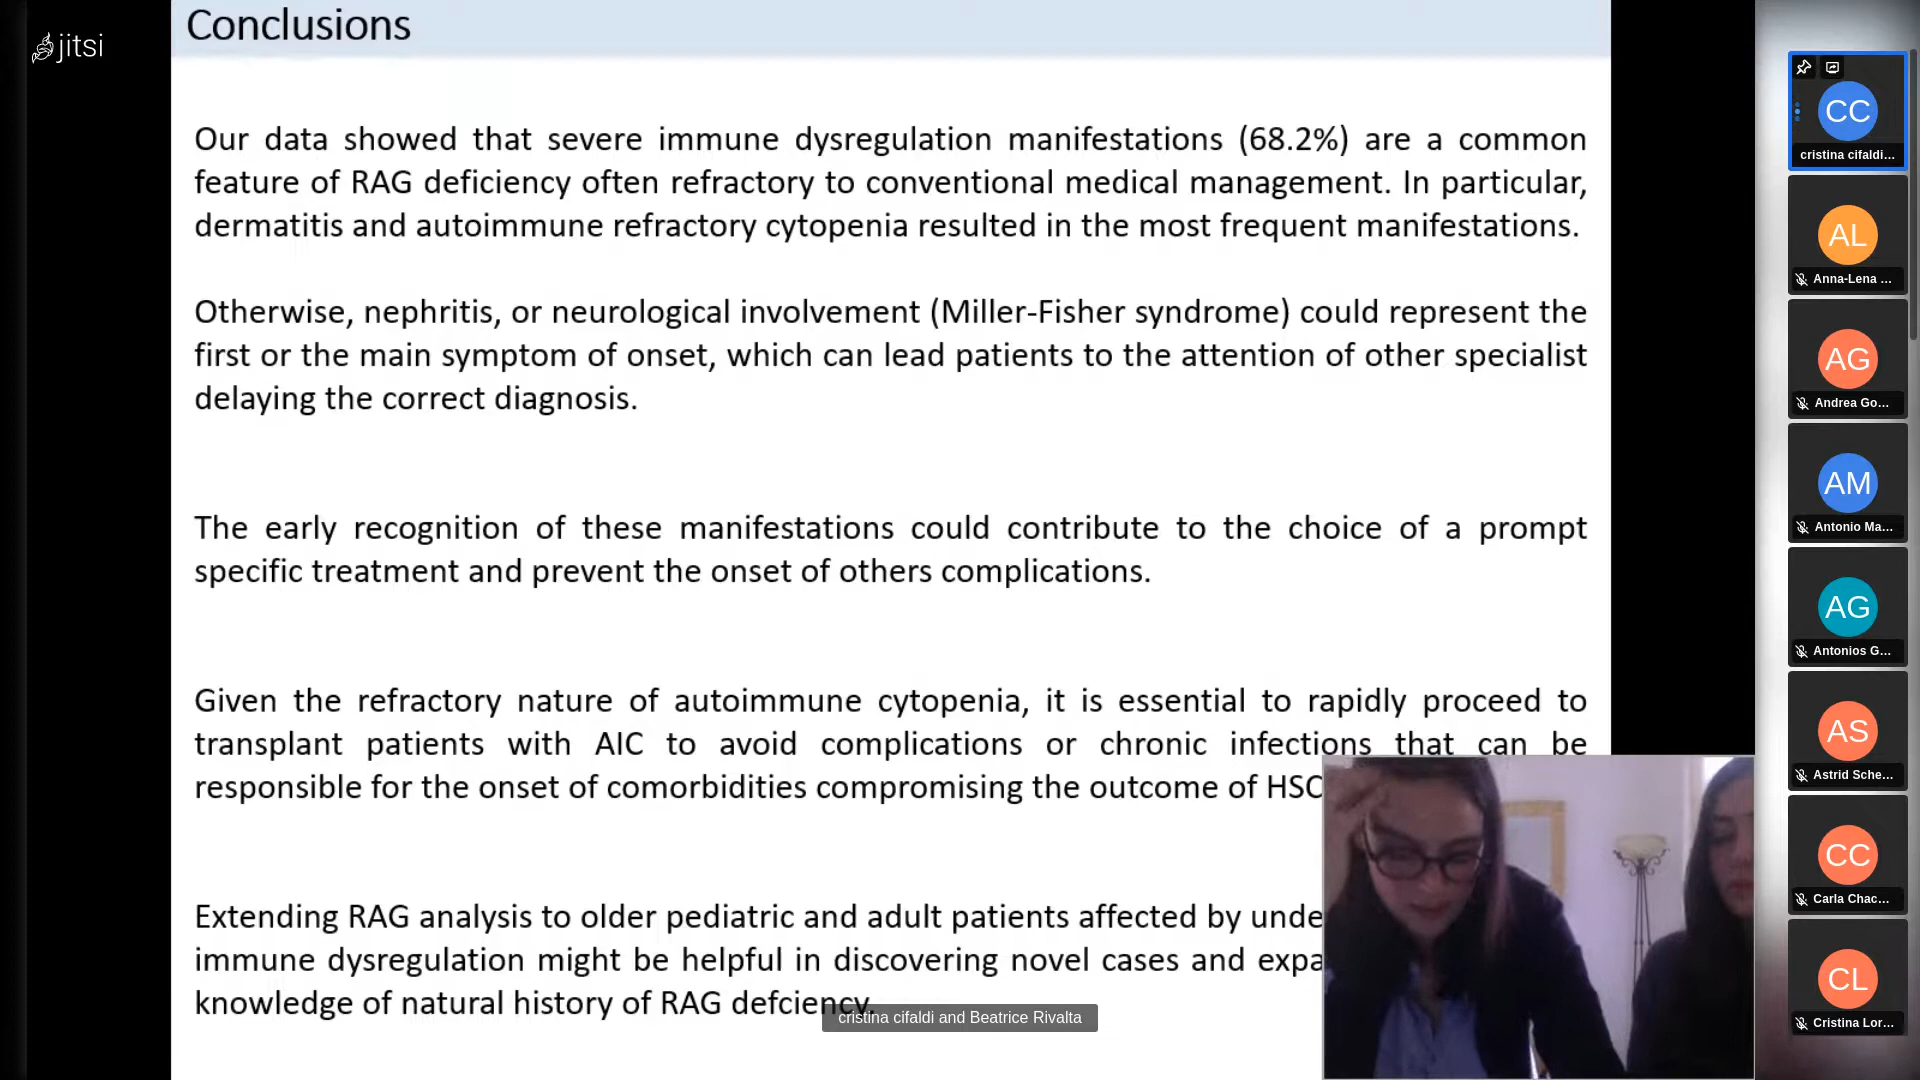 Conclusions
jitsi
Our data showed that severe immune dysregulation manifestations (68.2%) are a common
feature of RAG deficiency often refractory to conventional medical management. In particular,
dermatitis and autoimmune refractory cytopenia resulted in the most frequent manifestations.
Otherwise, nephritis, or neurological involvement (Miller-Fisher syndrome) could represent the
first or the main symptom of onset, which can lead patients to the attention of other specialist
delaying the correct diagnosis.
The early recognition of these manifestations could contribute to the choice of a prompt
specific treatment and prevent the onset of others complications.
Given the refractory nature of autoimmune cytopenia, it is essential to rapidly proceed to
transplant patients with AIC to avoid complications or chronic infections that can be
responsible for the onset of comorbidities compromising the outcome of HSC
Extending RAG analysis to older pediatric and adult patients affected by unde
immune dysregulation might be helpful in discovering novel cases and expa
knowledge of natural history of RAG defciency.
cristina cifaldi and Beatrice Rivalta
CC
cristina cifaldi...
AL
Anna-Lena ...
AG
Andrea Go...
AM
Antonio Ma...
AG
Antonios G...
AS
Astrid Sche...
CC
Carla Chac...
CL
Cristina Lor...